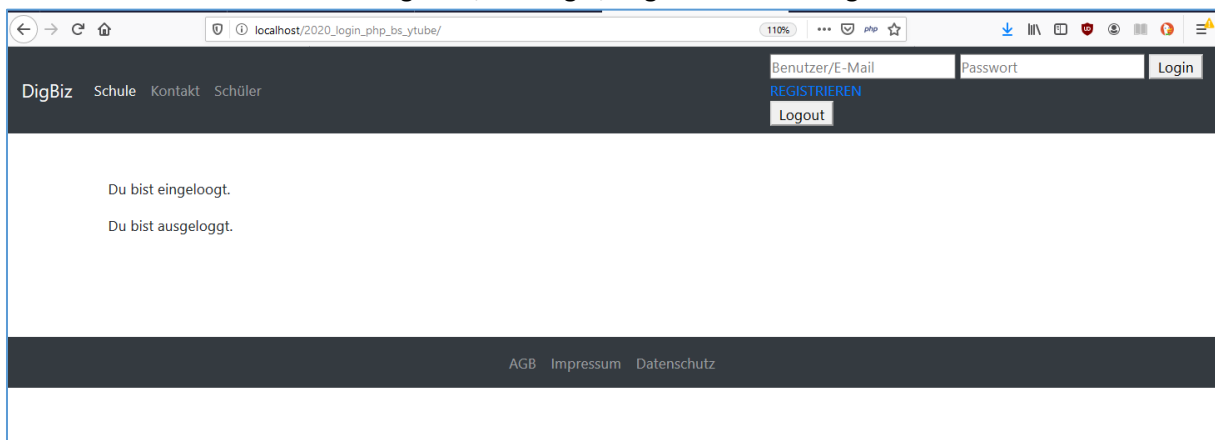 110%
localhost/2020_login_php_bs_ytube/
php
Benutzer/E-Mail Passwort Login
DigBiz Schule Kontakt Schüler
REGISTRIEREN
Logout
Du bist eingeloogt.
Du bist ausgeloggt.
AGB Impressum Datenschutz